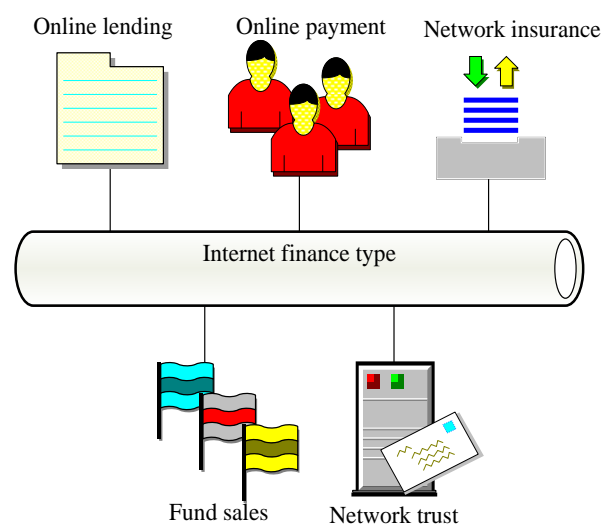 Online lending
Online payment
Network insurance
Internet finance type
Fund sales
Network trust